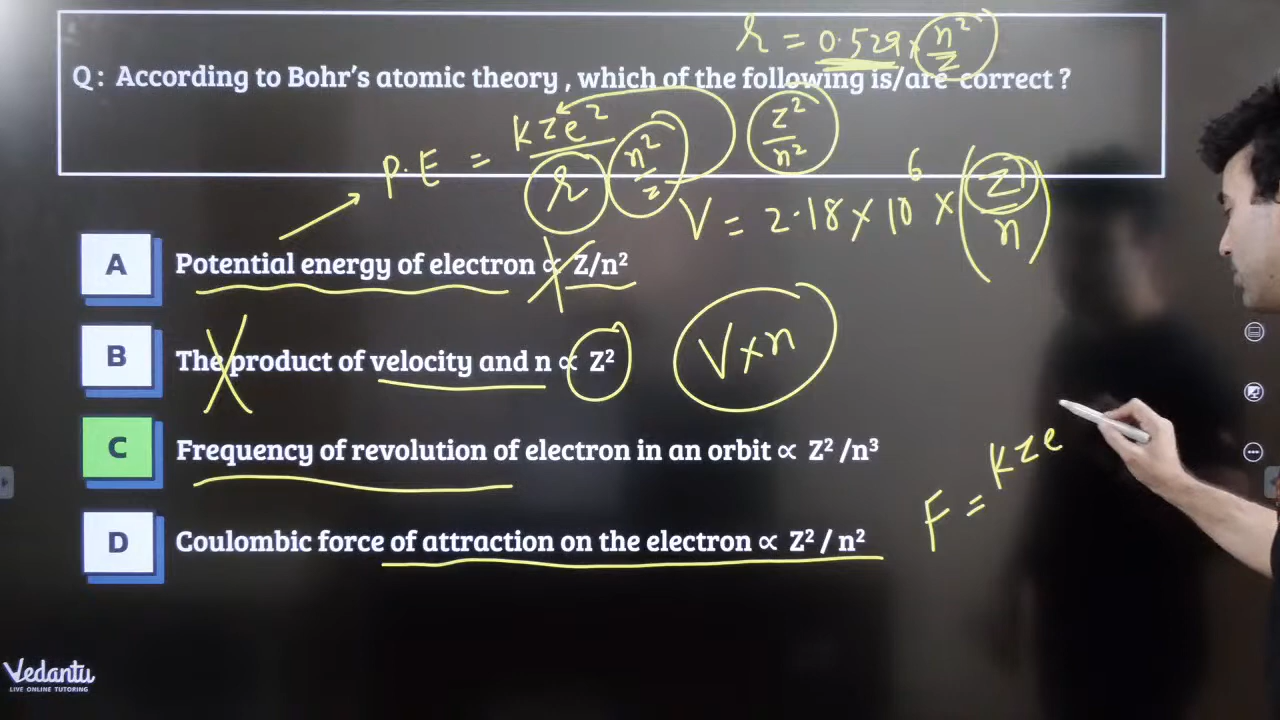 r = 0.529 × n²/z
Q : According to Bohr's atomic theory , which of the following is/are correct ?
P.E = kze²/r n²/z z²/n²
V = 2.18 × 10⁶ × (Z¹/n)
A Potential energy of electron ∝ Z/n²
B The product of velocity and n ∝ Z² V×n
C Frequency of revolution of electron in an orbit ∝ Z² /n³
F = kze
D Coulombic force of attraction on the electron ∝ Z² / n²
Vedantu
LIVE ONLINE TUTORING